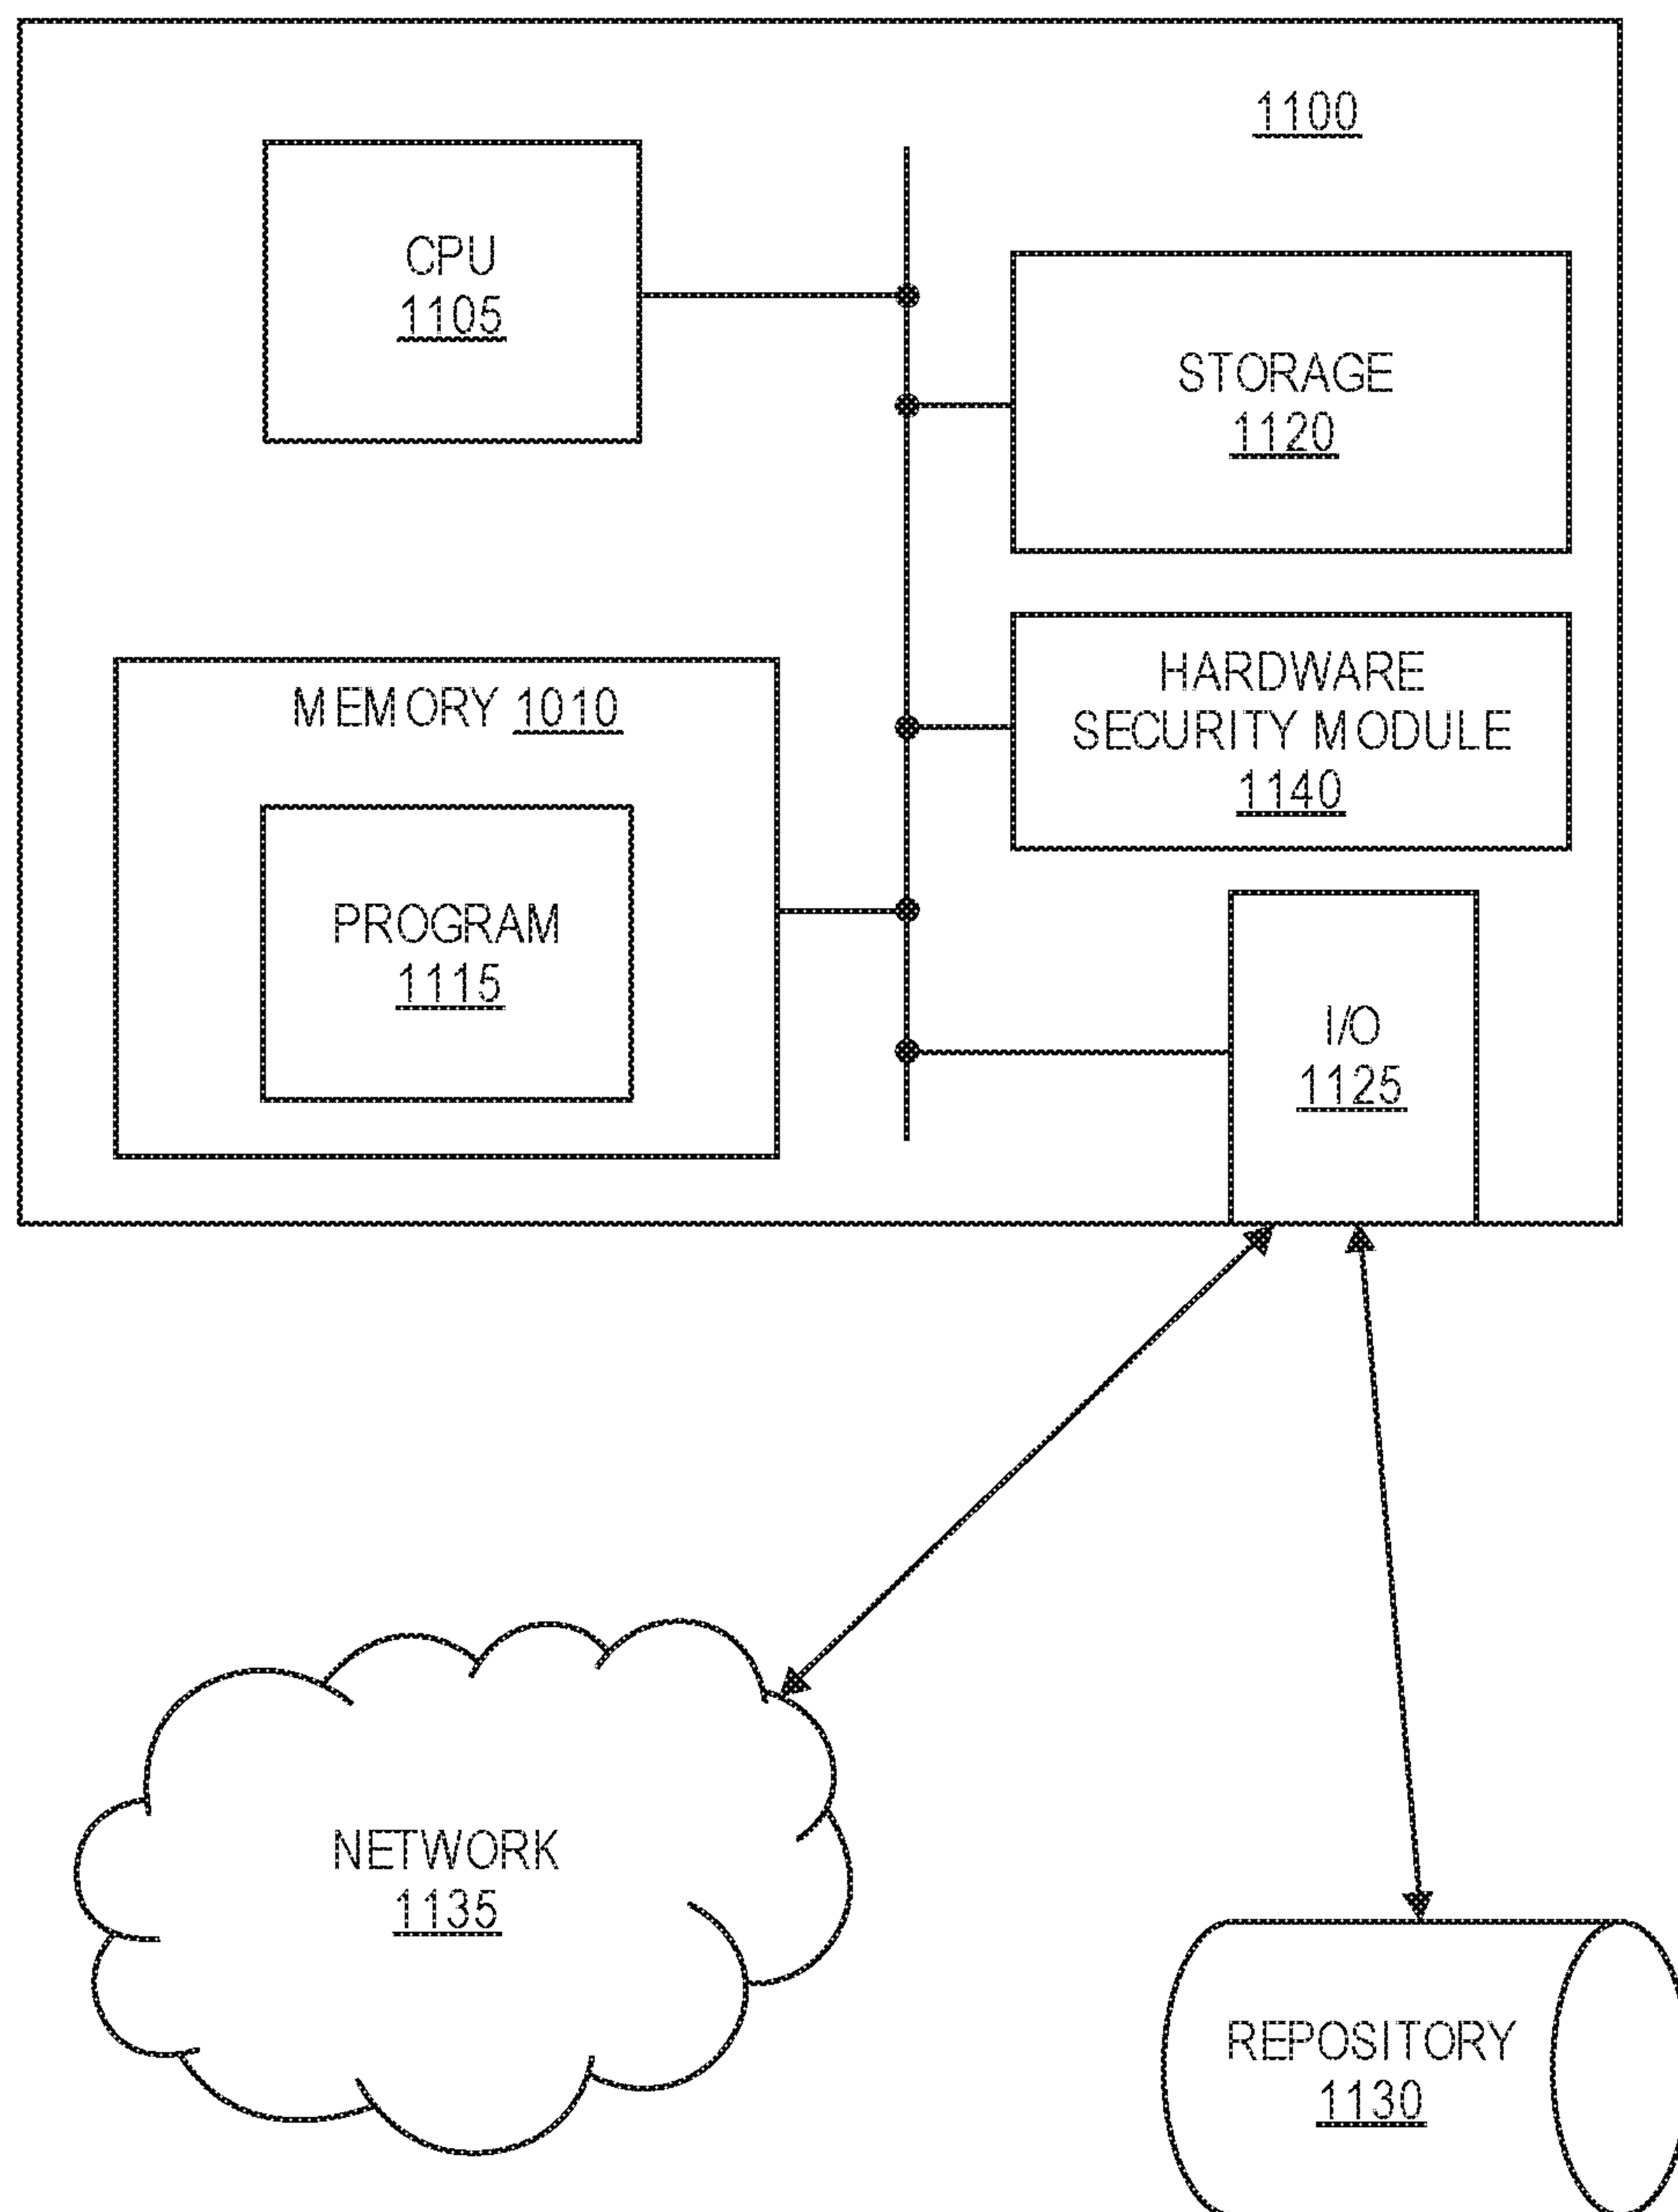 1100
CPU
1105
STORAGE
1120
HARDWARE
SECURITY MODULE
1140
MEMORY 1010
PROGRAM
1115
I/O
1125
NETWORK
1135
REPOSITORY
1130